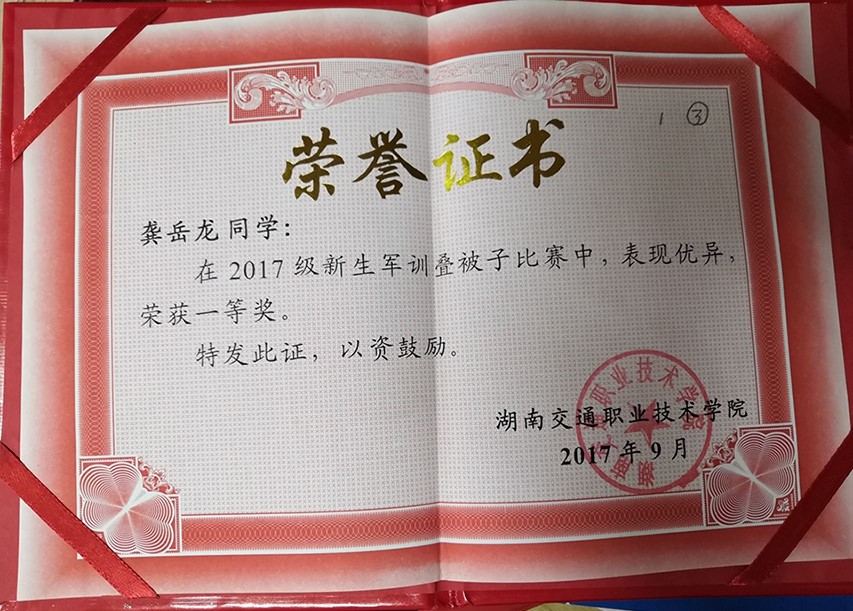 1 ③
荣誉证书
龚岳龙同学：
在2017级新生军训叠被子比赛中，表现优异，
荣获一等奖。
特发此证，以资鼓励。
湖南交通职业技术学院
2017年9月
湖南交通职业技术学院